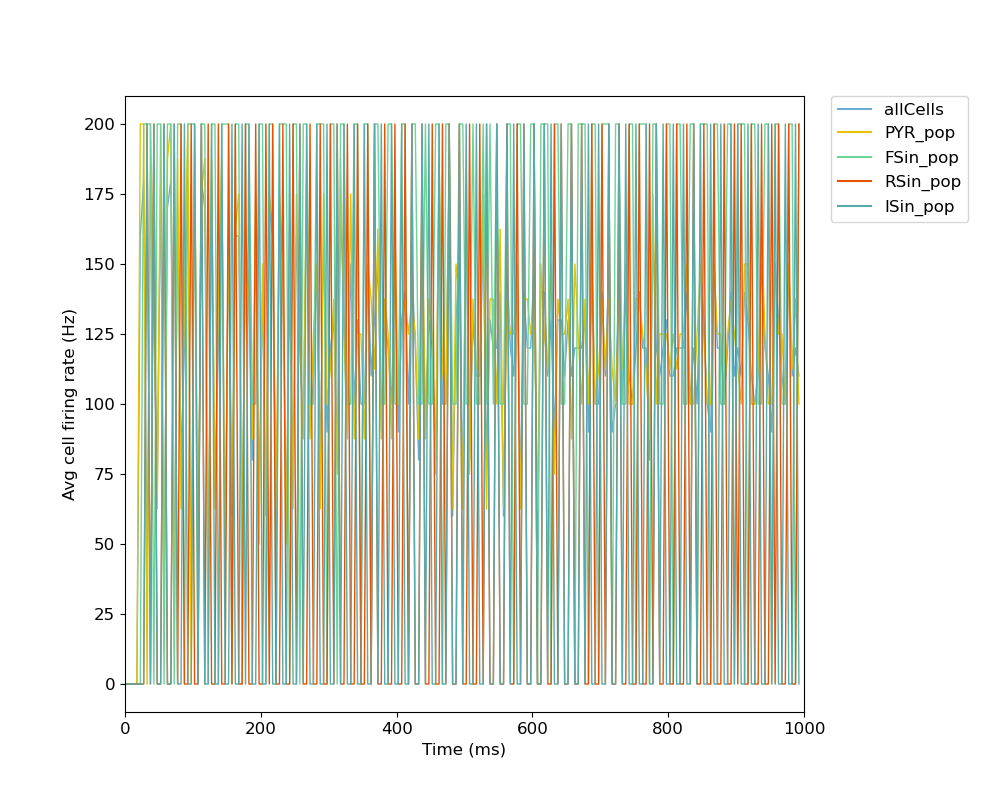 200
175
150
125
100
75
50
25
0
Avg cell firing rate (Hz)
0 200 400 600 800 1000
Time (ms)
allCells
PYR_pop
FSin_pop
RSin_pop
ISin_pop